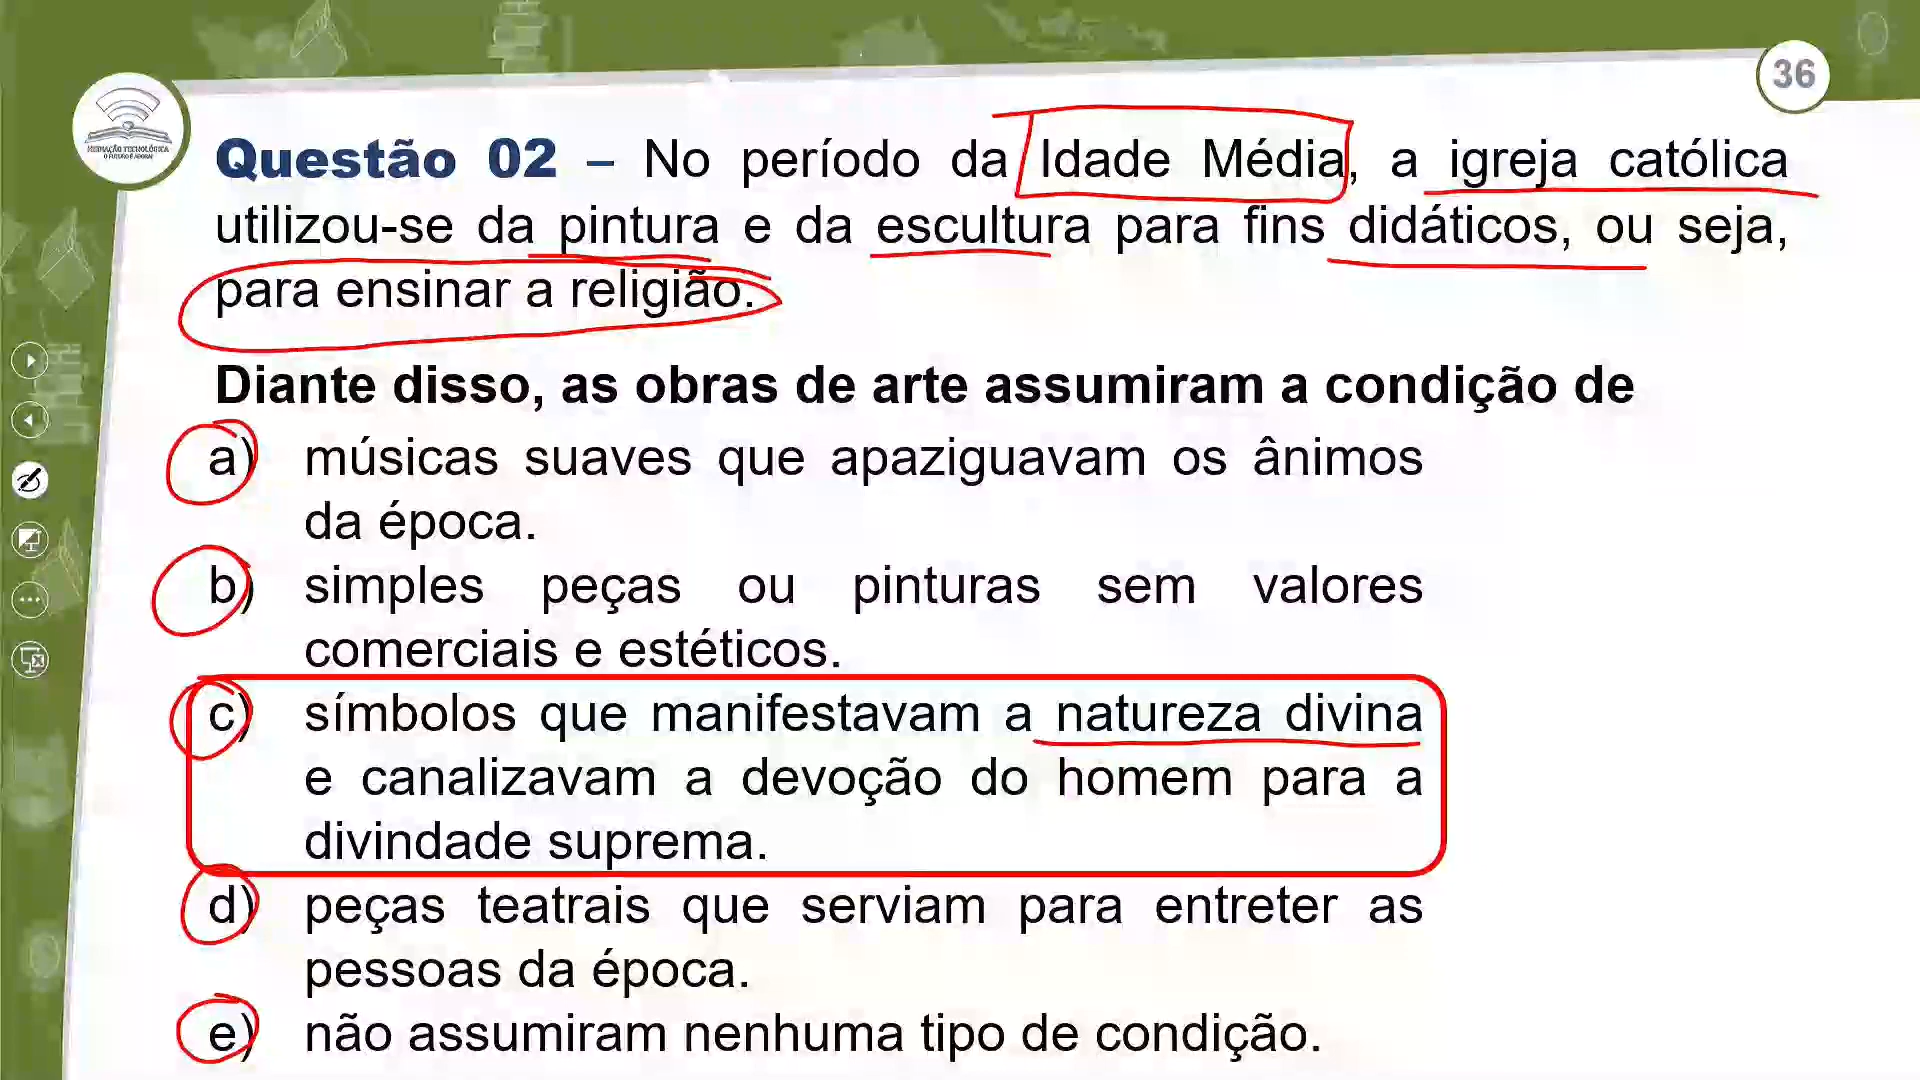 36
MEDIAÇÃO TECNOLÓGICA
O FUTURO É AGORA!
Questão 02 – No período da Idade Média, a igreja católica
utilizou-se da pintura e da escultura para fins didáticos, ou seja,
para ensinar a religião.
Diante disso, as obras de arte assumiram a condição de
a) músicas suaves que apaziguavam os ânimos
da época.
b) simples peças ou pinturas sem valores
comerciais e estéticos.
c) símbolos que manifestavam a natureza divina
e canalizavam a devoção do homem para a
divindade suprema.
d) peças teatrais que serviam para entreter as
pessoas da época.
e) não assumiram nenhuma tipo de condição.